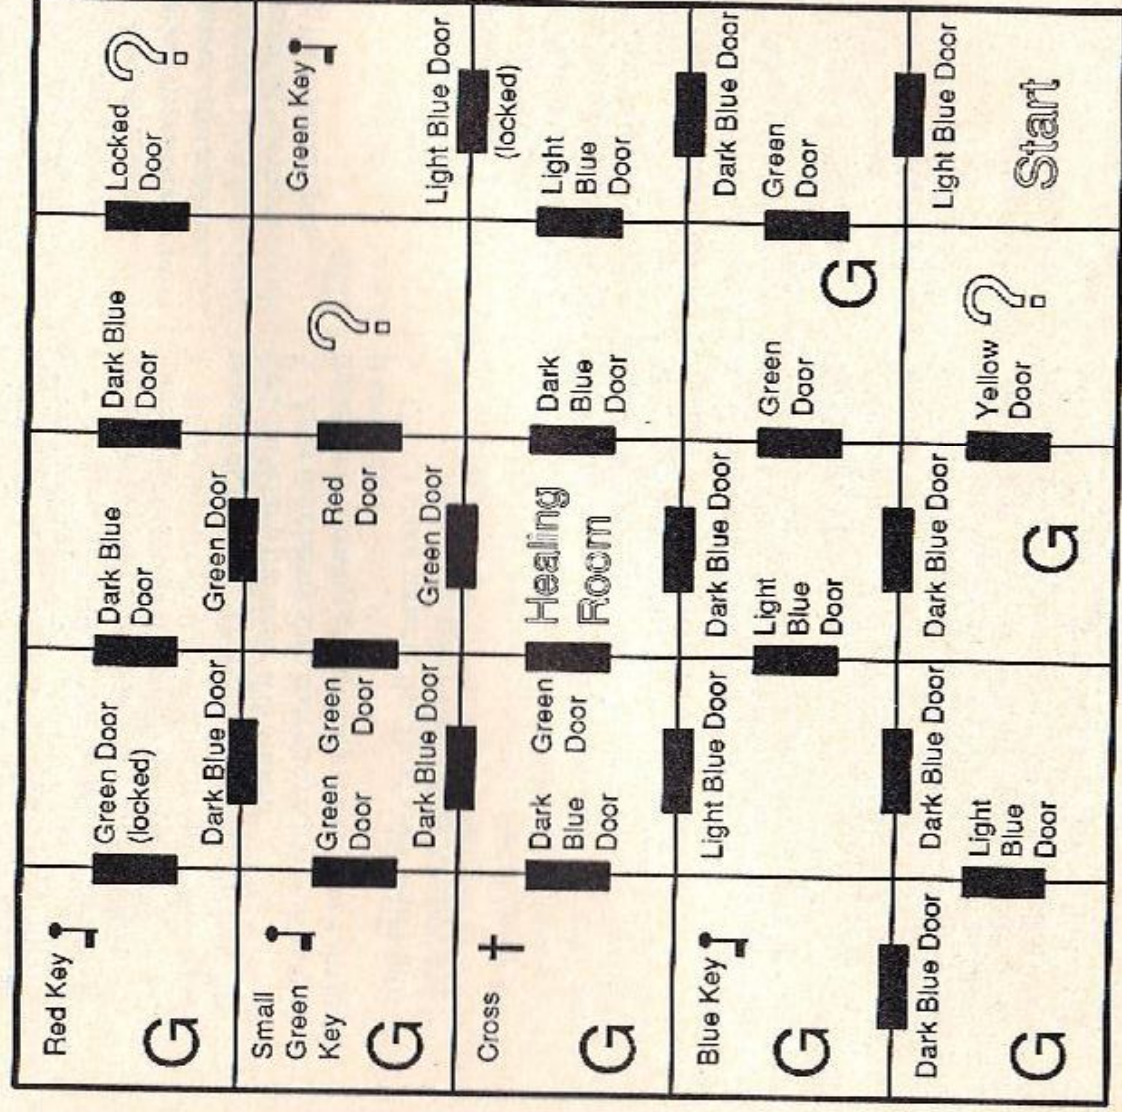 Red Key
G
Green Door
(locked)
Dark Blue Door
Dark Blue
Door
Green Door
Dark Blue
Door
Locked ?
Door
Small
Green
Key
G
Green Green
Door Door
Dark Blue Door
Red
Door
Green Door
?
Green Key
Light Blue Door
(locked)
Cross
G
Dark Green
Blue Door
Door
Light Blue Door
Healing
Room
Dark Blue Door
Dark
Blue
Door
Light
Blue
Door
Dark Blue Door
Blue Key
G
Dark Blue Door
Dark Blue Door
Light
Blue
Door
Dark Blue Door
Green
Door
G
Green
Door
Light Blue Door
G
Light
Blue
Door
G
Yellow ?
Door
Start